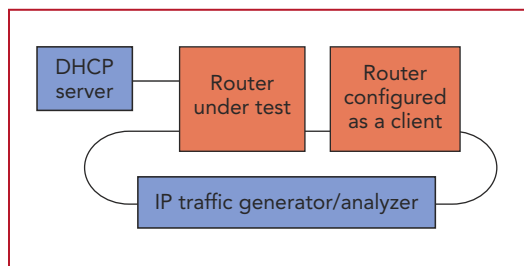 DHCP
server
Router
under test
Router
configured
as a client
IP traffic generator/analyzer